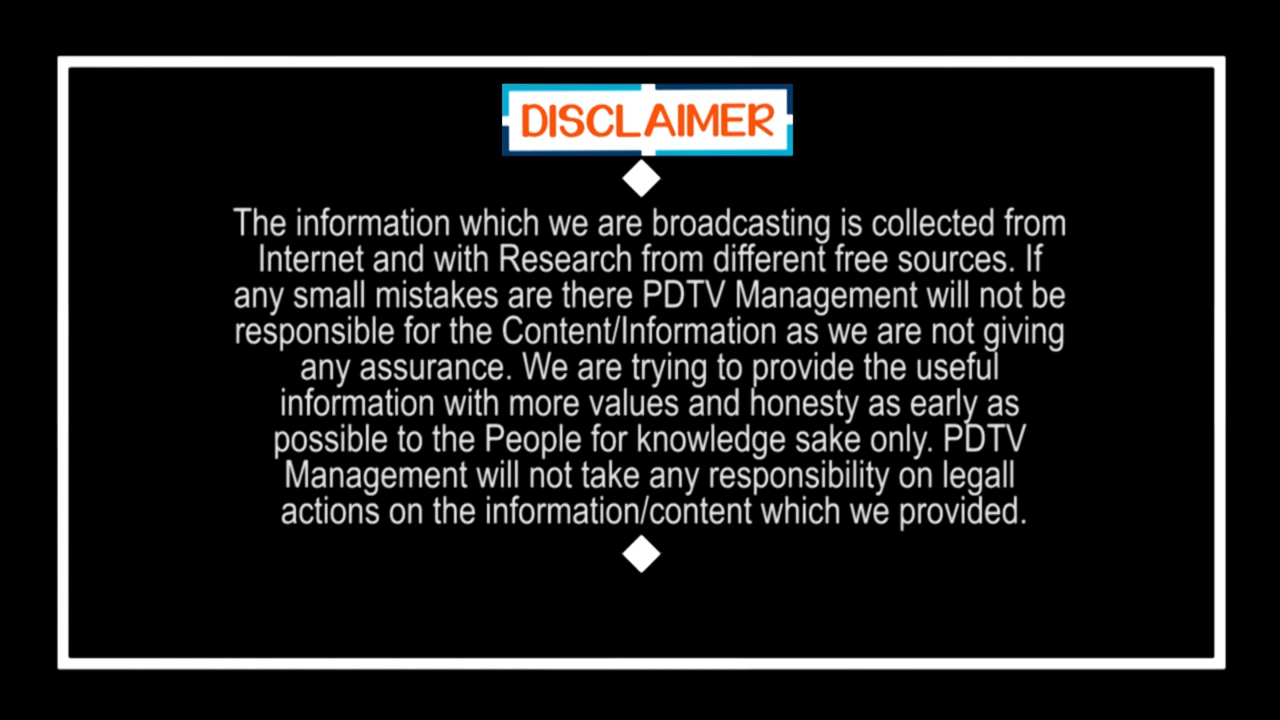 DISCLAIMER
The information which we are broadcasting is collected from
Internet and with Research from different free sources. If
any small mistakes are there PDTV Management will not be
responsible for the Content/Information as we are not giving
any assurance. We are trying to provide the useful
information with more values and honesty as early as
possible to the People for knowledge sake only. PDTV
Management will not take any responsibility on legall
actions on the information/content which we provided.